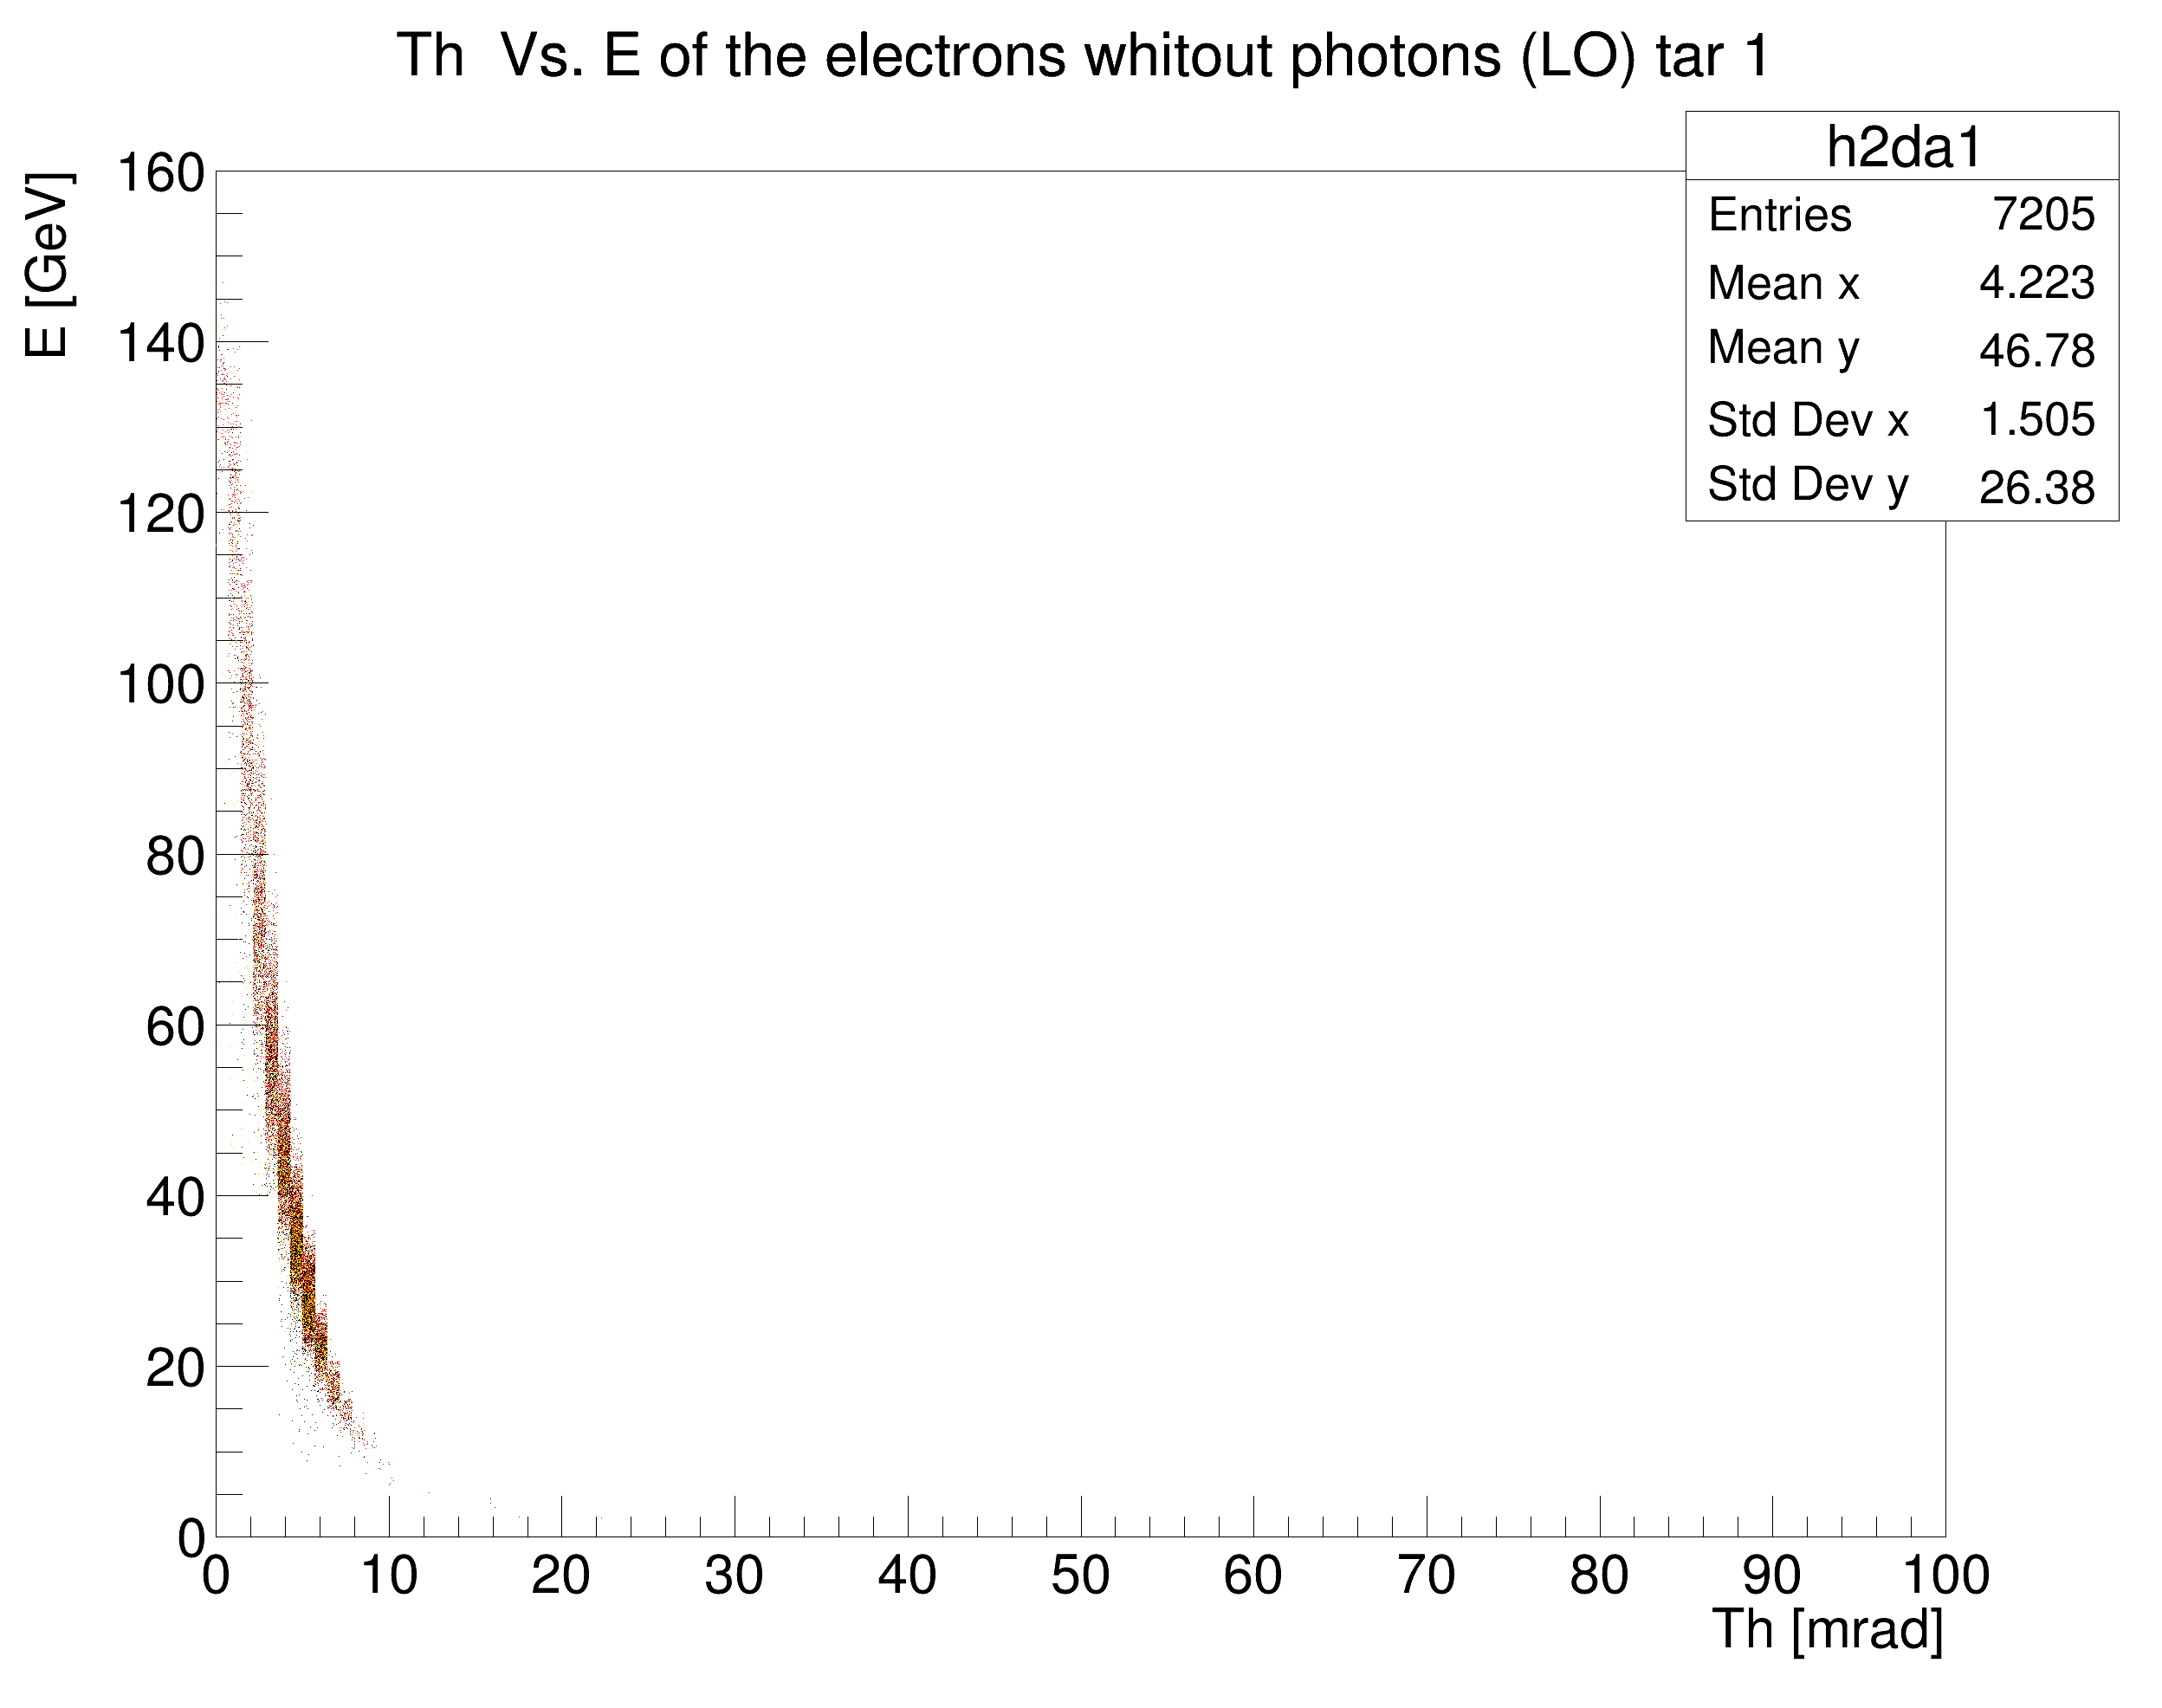 Th  Vs. E of the electrons whitout photons (LO) tar 1
h2da1
Entries 7205
Mean x 4.223
Mean y 46.78
Std Dev x 1.505
Std Dev y 26.38
E [GeV]
160
140
120
100
80
60
40
20
0
0 10 20 30 40 50 60 70 80 90 100
Th [mrad]